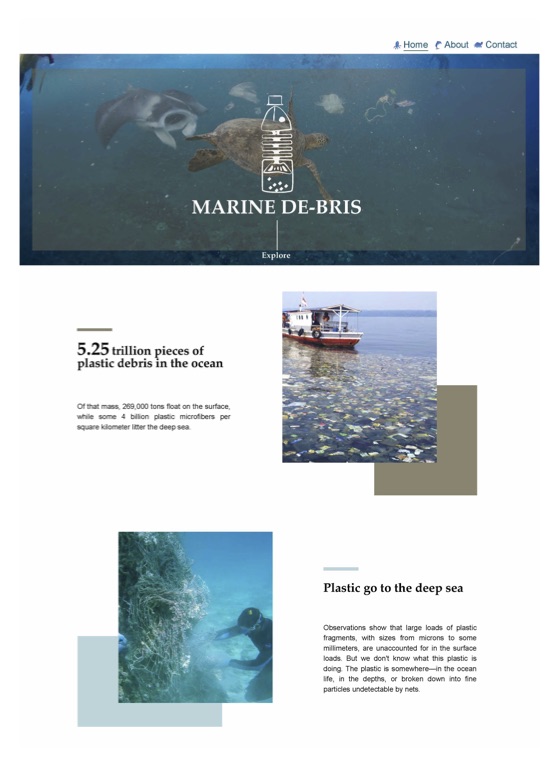 Home About Contact
MARINE DE-BRIS
Explore
5.25 trillion pieces of
plastic debris in the ocean
Of that mass, 269,000 tons float on the surface,
while some 4 billion plastic microfibers per
square kilometer litter the deep sea.
Plastic go to the deep sea
Observations show that large loads of plastic
fragments, with sizes from microns to some
millimeters, are unaccounted for in the surface
loads. But we don't know what this plastic is
doing. The plastic is somewhere—in the ocean
life, in the depths, or broken down into fine
particles undetectable by nets.